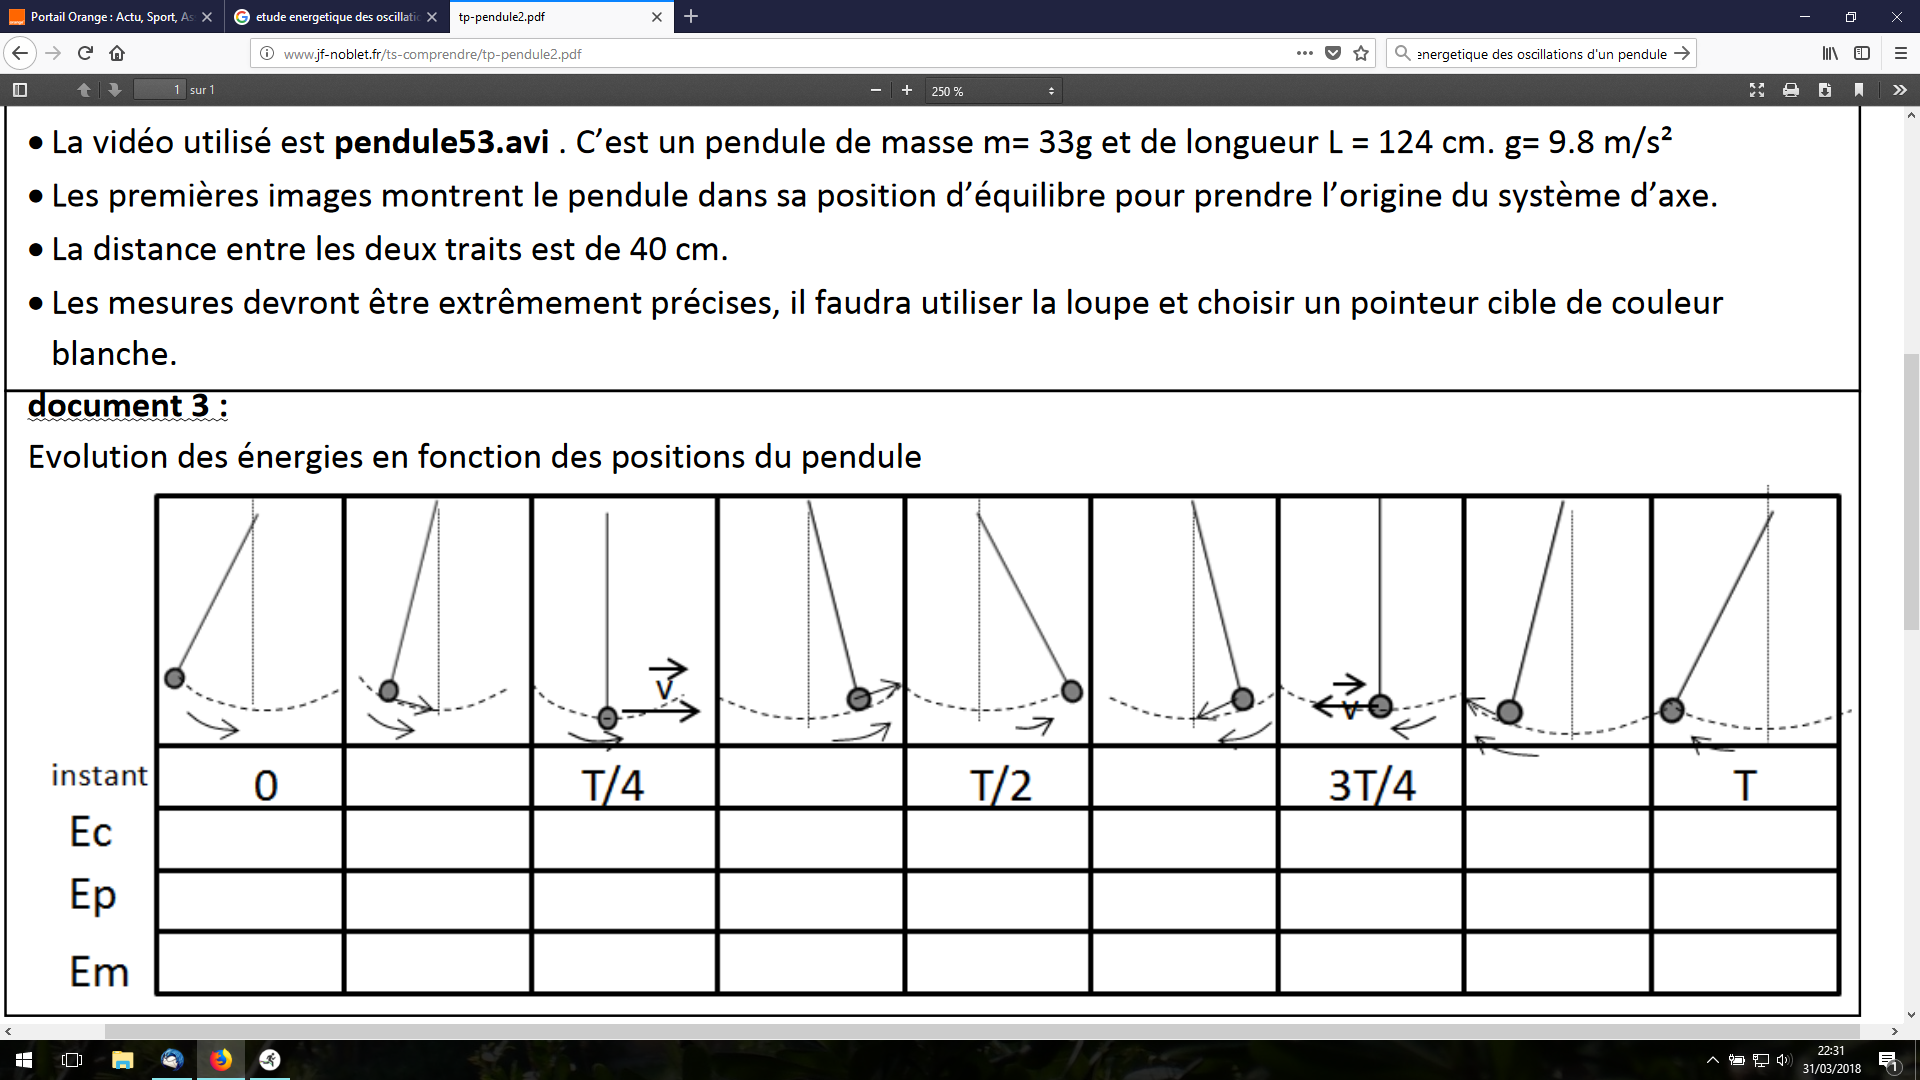 Portail Orange : Actu, Sport, As
etude energetique des oscillatio
tp-pendule2.pdf
www.jf-noblet.fr/ts-comprendre/tp-pendule2.pdf
energetique des oscillations d'un pendule
1 sur 1
250 %
• La vidéo utilisé est pendule53.avi . C’est un pendule de masse m= 33g et de longueur L = 124 cm. g= 9.8 m/s²
• Les premières images montrent le pendule dans sa position d’équilibre pour prendre l’origine du système d’axe.
• La distance entre les deux traits est de 40 cm.
• Les mesures devront être extrêmement précises, il faudra utiliser la loupe et choisir un pointeur cible de couleur
blanche.
document 3 :
Evolution des énergies en fonction des positions du pendule
v
v
instant 0 T/4 T/2 3T/4 T
Ec
Ep
Em
22:31
31/03/2018
1